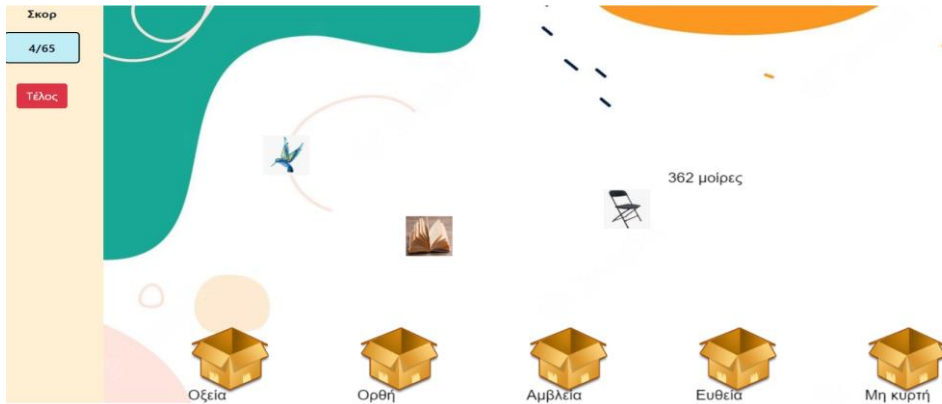 Σκορ
4/65
Τέλος
362 μοίρες
Οξεία
Ορθή
Αμβλεία
Ευθεία
Μη κυρτή